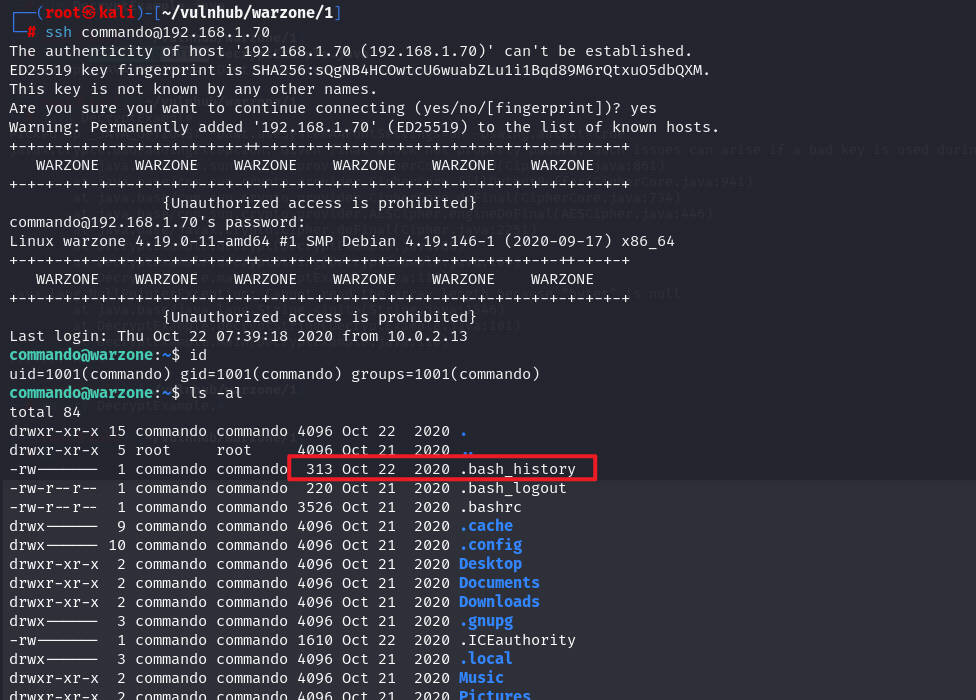 ┌──(root㉿kali)-[~/vulnhub/warzone/1]
└─# ssh commando@192.168.1.70
The authenticity of host '192.168.1.70 (192.168.1.70)' can't be established.
ED25519 key fingerprint is SHA256:sQgNB4HCOwtcU6wuabZLu1i1Bqd89M6rQtxuO5dbQXM.
This key is not known by any other names.
Are you sure you want to continue connecting (yes/no/[fingerprint])? yes
Warning: Permanently added '192.168.1.70' (ED25519) to the list of known hosts.
+-+-+-+-+-+-+-+-+-+-+-+-+-++-+-+-+-+-+-+-+-+-+-+-+-+-+-+-+-+-++-+-+-+
   WARZONE    WARZONE    WARZONE    WARZONE    WARZONE    WARZONE
+-+-+-+-+-+-+-+-+-+-+-+-+-+-+-+-+-+-+-+-+-+-+-+-+-+-+-+-+-+-+-+-+-+-+
                 {Unauthorized access is prohibited}
commando@192.168.1.70's password:
Linux warzone 4.19.0-11-amd64 #1 SMP Debian 4.19.146-1 (2020-09-17) x86_64
+-+-+-+-+-+-+-+-+-+-+-+-+-++-+-+-+-+-+-+-+-+-+-+-+-+-+-+-+-+-++-+-+-+
   WARZONE    WARZONE    WARZONE    WARZONE    WARZONE    WARZONE
+-+-+-+-+-+-+-+-+-+-+-+-+-+-+-+-+-+-+-+-+-+-+-+-+-+-+-+-+-+-+-+-+-+-+
                 {Unauthorized access is prohibited}
Last login: Thu Oct 22 07:39:18 2020 from 10.0.2.13
commando@warzone:~$ id
uid=1001(commando) gid=1001(commando) groups=1001(commando)
commando@warzone:~$ ls -al
total 84
drwxr-xr-x 15 commando commando 4096 Oct 22  2020 .
drwxr-xr-x  5 root     root     4096 Oct 21  2020 ..
-rw-------  1 commando commando  313 Oct 22  2020 .bash_history
-rw-r--r--  1 commando commando  220 Oct 21  2020 .bash_logout
-rw-r--r--  1 commando commando 3526 Oct 21  2020 .bashrc
drwx------  9 commando commando 4096 Oct 21  2020 .cache
drwx------ 10 commando commando 4096 Oct 21  2020 .config
drwxr-xr-x  2 commando commando 4096 Oct 21  2020 Desktop
drwxr-xr-x  2 commando commando 4096 Oct 21  2020 Documents
drwxr-xr-x  2 commando commando 4096 Oct 21  2020 Downloads
drwx------  3 commando commando 4096 Oct 21  2020 .gnupg
-rw-------  1 commando commando 1610 Oct 22  2020 .ICEauthority
drwx------  3 commando commando 4096 Oct 21  2020 .local
drwxr-xr-x  2 commando commando 4096 Oct 21  2020 Music
drwxr-xr-x  2 commando commando 4096 Oct 21  2020 Pictures